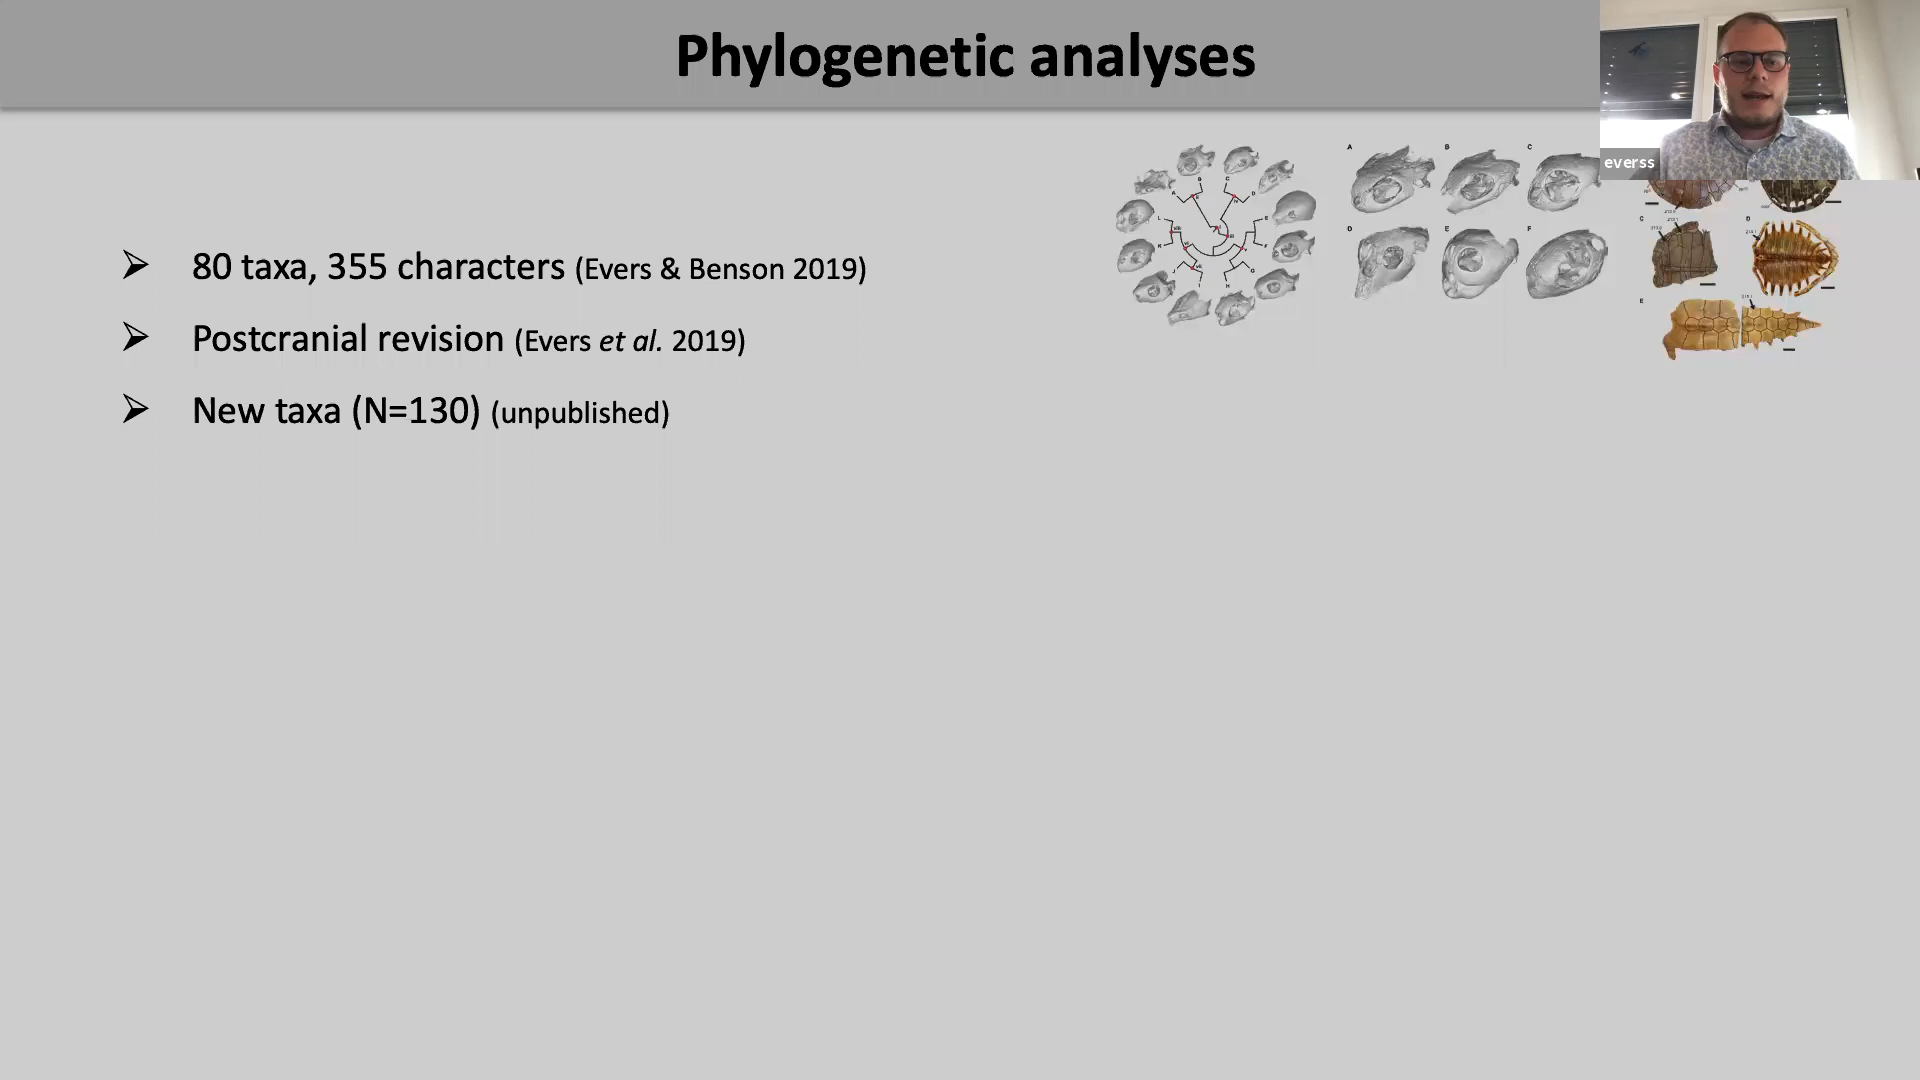 Phylogenetic analyses
everss
➢ 80 taxa, 355 characters (Evers & Benson 2019)
➢ Postcranial revision (Evers et al. 2019)
➢ New taxa (N=130) (unpublished)
A B C
D E F
C D
E